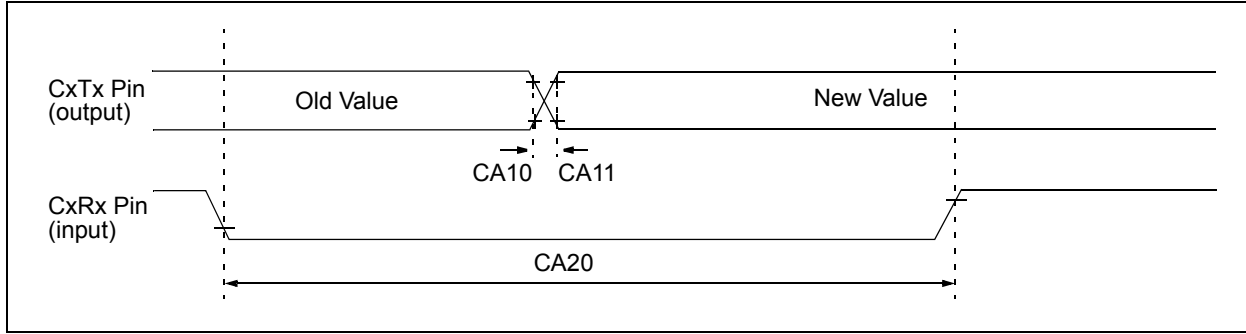 CxTx Pin
(output)
Old Value
New Value
CA10 CA11
CxRx Pin
(input)
CA20